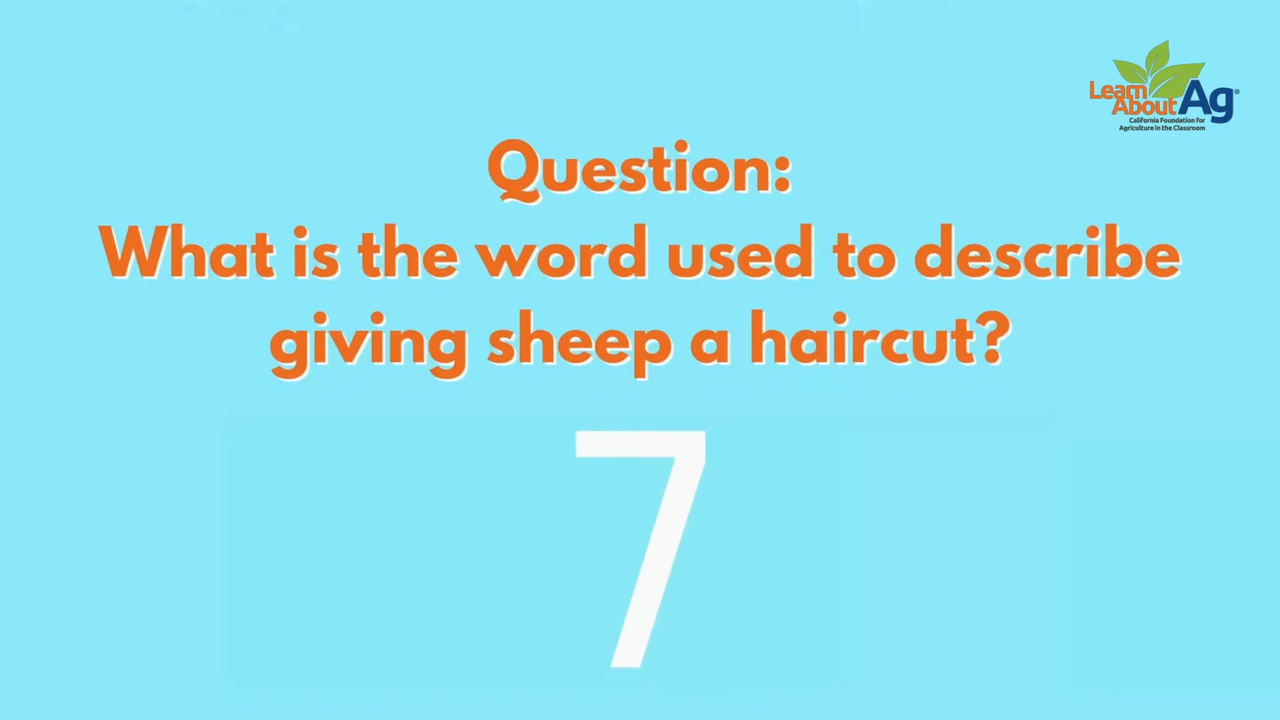 Learn
About Ag®
California Foundation for
Agriculture in the Classroom
Question:
What is the word used to describe
giving sheep a haircut?
7